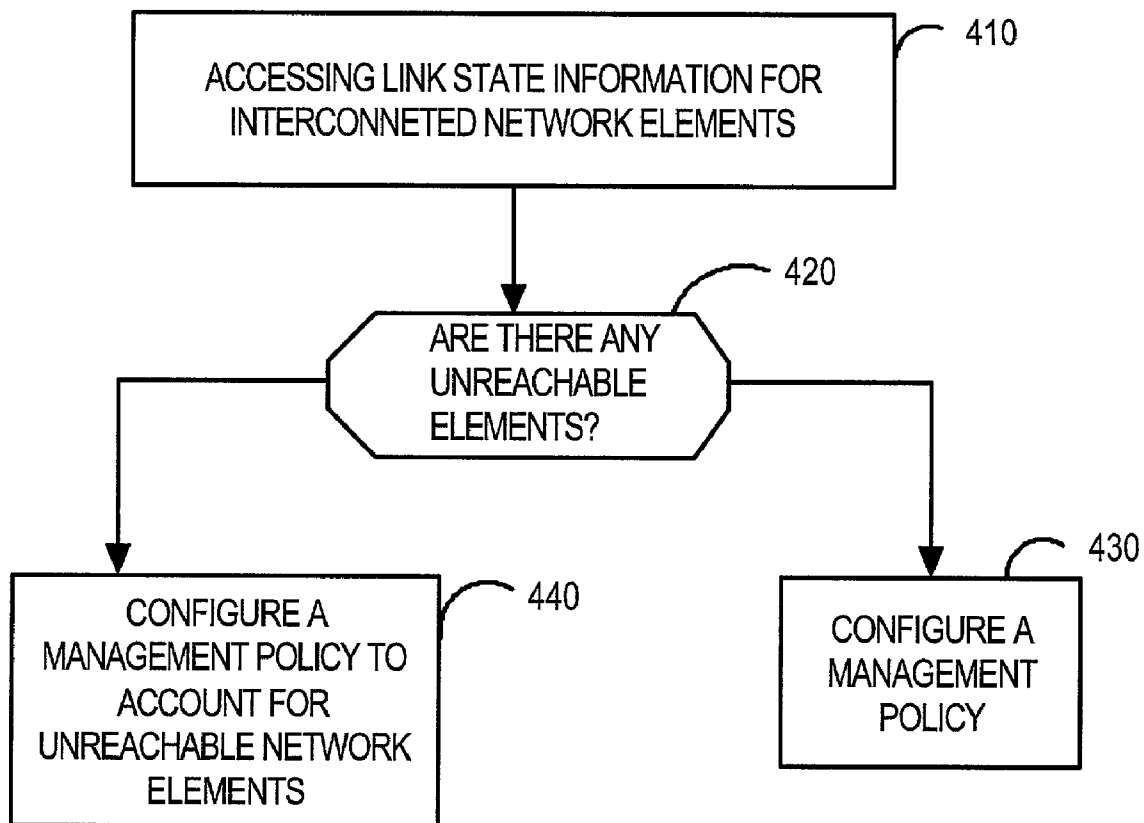 410
ACCESSING LINK STATE INFORMATION FOR
INTERCONNETED NETWORK ELEMENTS
420
ARE THERE ANY
UNREACHABLE
ELEMENTS?
440
CONFIGURE A
MANAGEMENT POLICY TO
ACCOUNT FOR
UNREACHABLE NETWORK
ELEMENTS
430
CONFIGURE A
MANAGEMENT
POLICY